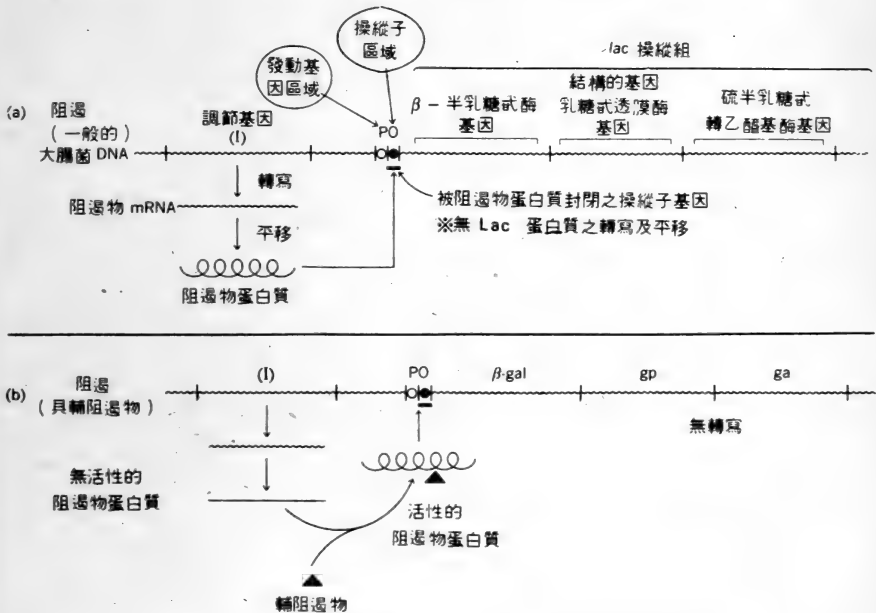 操縱子
區域
發動基
因區域
lac 操縱組
結構的基因
(a) 阻遏
(一般的)
大腸菌 DNA
調節基因
(I)
PO
β－半乳糖甙酶
基因
乳糖甙透膜酶
基因
硫半乳糖甙
轉乙醯基酶基因
轉寫
阻遏物 mRNA
平移
阻遏物蛋白質
被阻遏物蛋白質封閉之操縱子基因
※無 Lac 蛋白質之轉寫及平移
(b) 阻遏
(具輔阻遏物)
(I)
PO
β-gal
gp
ga
無轉寫
無活性的
阻遏物蛋白質
活性的
阻遏物蛋白質
輔阻遏物